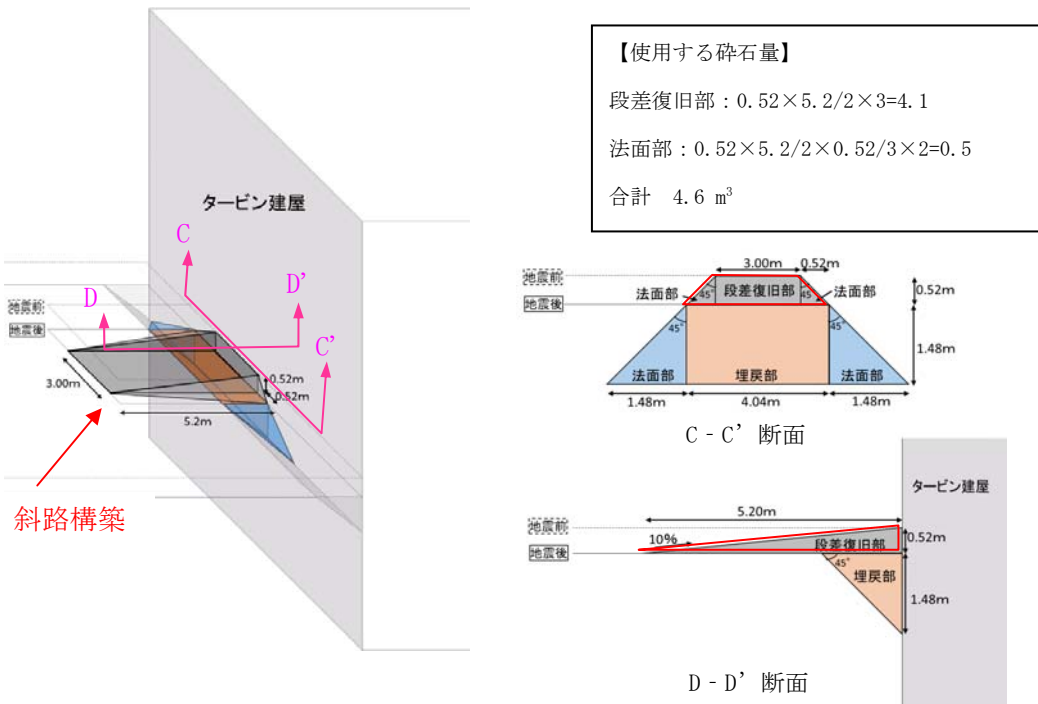 【使用する砕石量】
段差復旧部：0.52×5.2/2×3=4.1
法面部：0.52×5.2/2×0.52/3×2=0.5
合計　4.6 m³
タービン建屋
C
D
D'
C'
地震前
地震後
3.00m
0.52m
0.52m
5.2m
斜路構築
3.00m
0.52m
地震前
地震後
法面部
45°
段差復旧部
45°
法面部
0.52m
45°
45°
1.48m
法面部
埋戻部
法面部
1.48m
4.04m
1.48m
C‐C’断面
タービン建屋
5.20m
地震前
地震後
10%
段差復旧部
0.52m
45°
埋戻部
1.48m
D‐D’断面